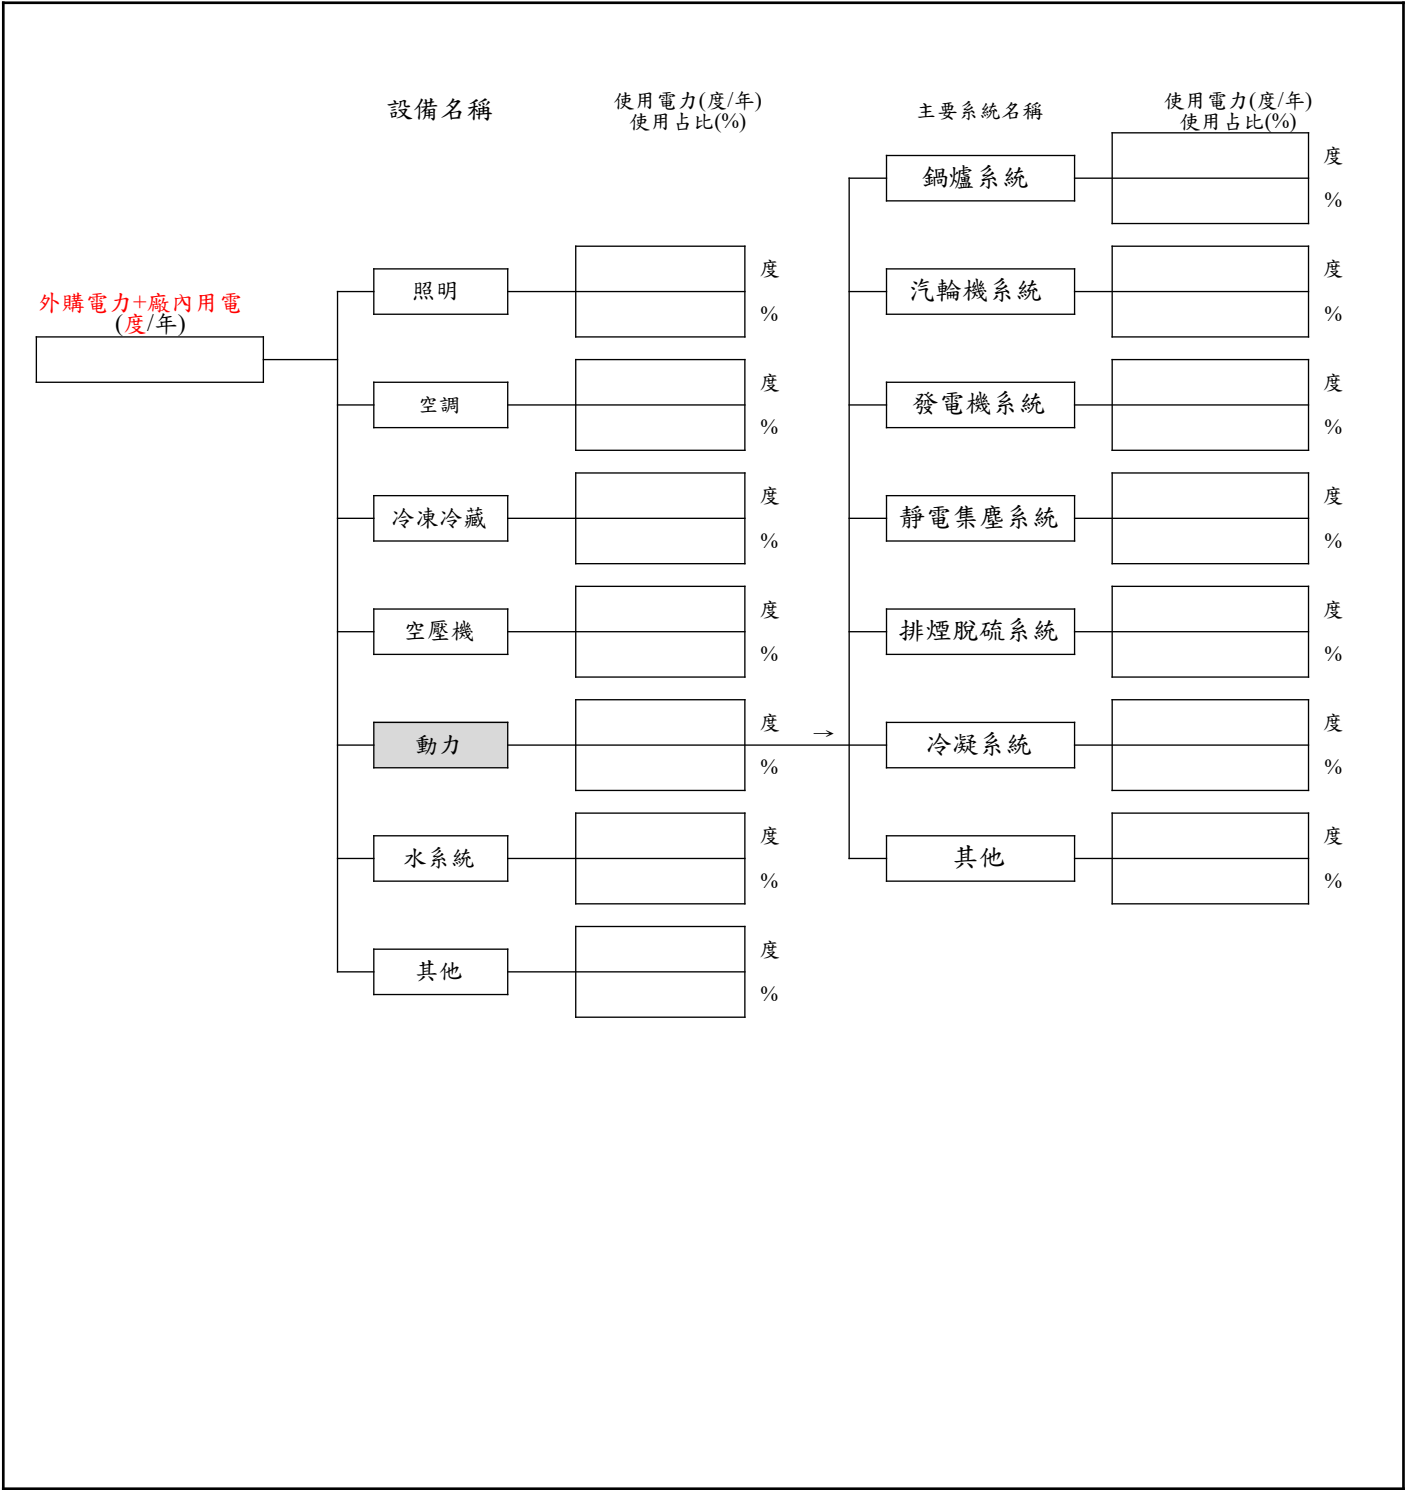 設備名稱
使用電力(度/年)
使用占比(%)
主要系統名稱
使用電力(度/年)
使用占比(%)
鍋爐系統
度
%
照明
度
%
汽輪機系統
度
%
外購電力+廠內用電
(度/年)
空調
度
%
發電機系統
度
%
冷凍冷藏
度
%
靜電集塵系統
度
%
空壓機
度
%
排煙脫硫系統
度
%
動力
度
%
→
冷凝系統
度
%
水系統
度
%
其他
度
%
其他
度
%